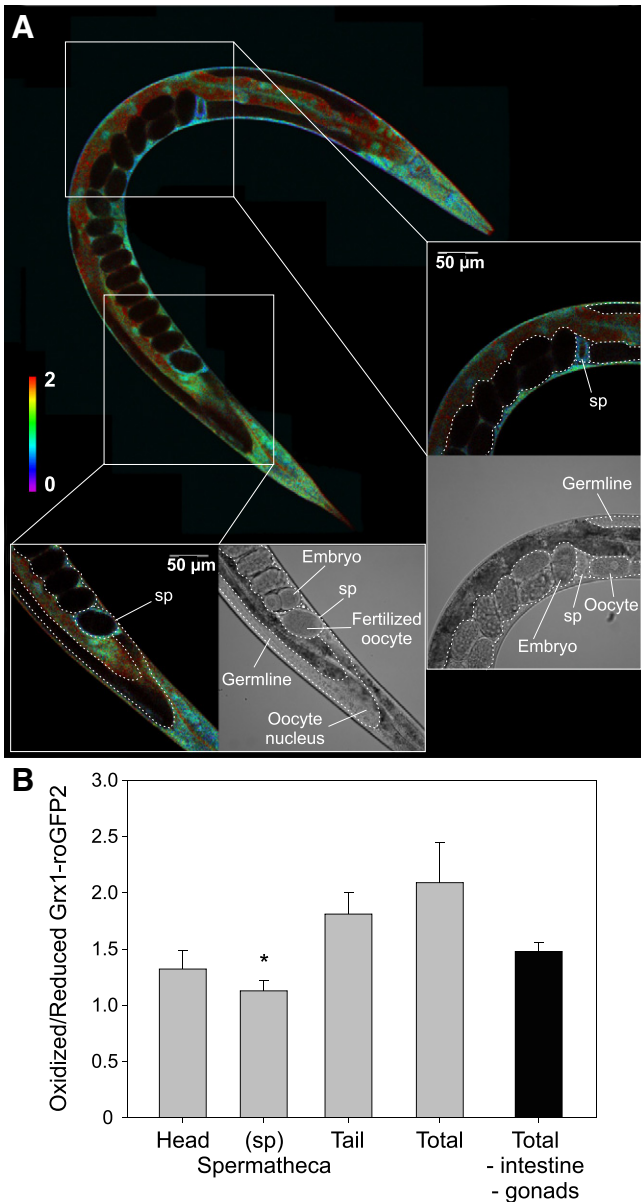 A
50 µm
sp
2
0
Germline
sp
Oocyte
Embryo
50 µm
sp
Embryo
sp
Fertilized
oocyte
Germline
Oocyte
nucleus
B
Oxidized/Reduced Grx1-roGFP2
3.0
2.5
2.0
1.5
1.0
0.5
0
*
Head
(sp)
Spermatheca
Tail
Total
Total
- intestine
- gonads